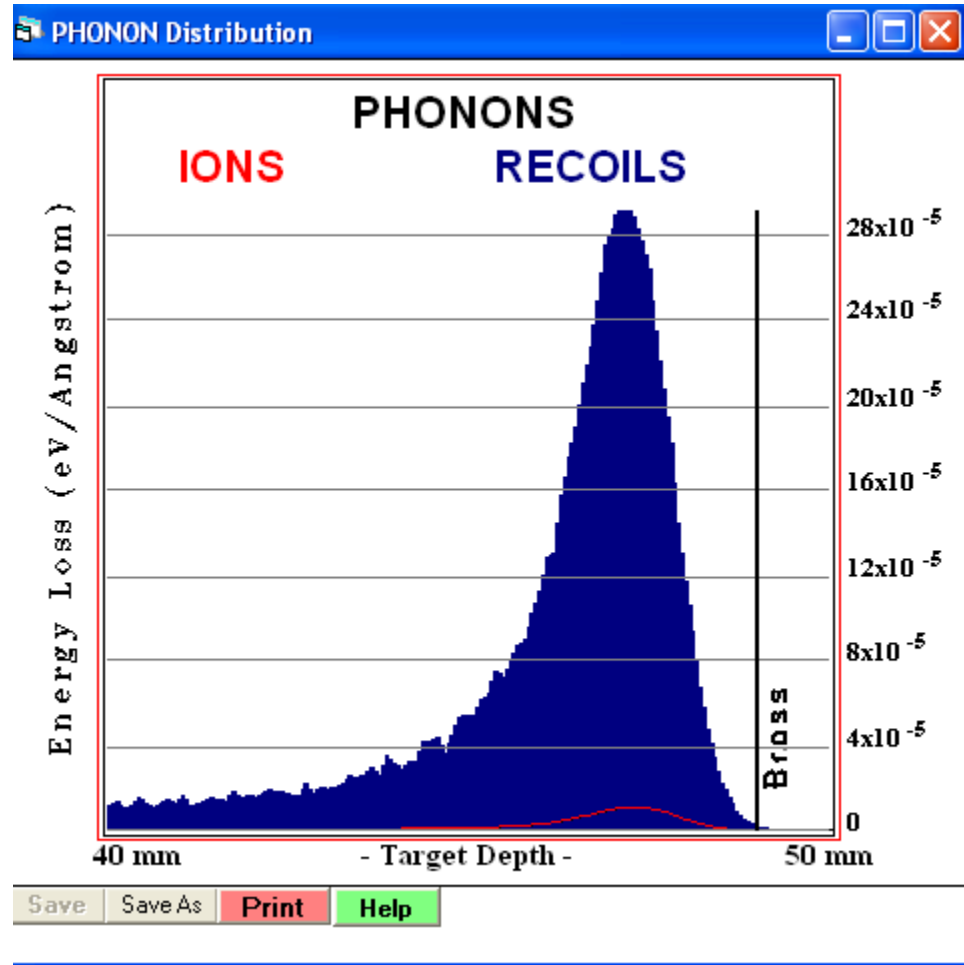 PHONON Distribution
PHONONS
IONS RECOILS
Energy Loss (eV/Angstrom)
28x10 -5
24x10 -5
20x10 -5
16x10 -5
12x10 -5
8x10 -5
4x10 -5
0
Brass
40 mm - Target Depth - 50 mm
Save Save As Print Help